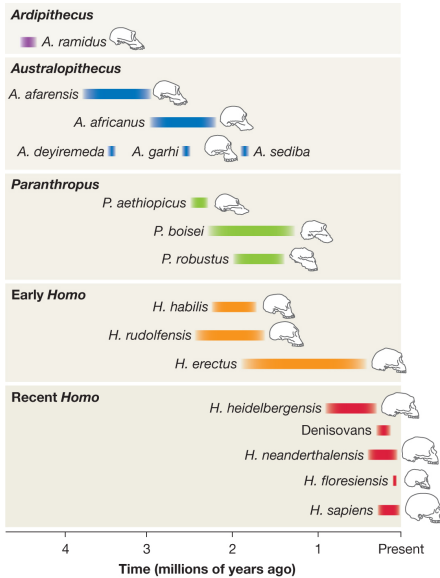 Ardipithecus
A. ramidus
Australopithecus
A. afarensis
A. africanus
A. deyiremeda A. garhi A. sediba
Paranthropus
P. aethiopicus
P. boisei
P. robustus
Early Homo
H. habilis
H. rudolfensis
H. erectus
Recent Homo
H. heidelbergensis
Denisovans
H. neanderthalensis
H. floresiensis
H. sapiens
4 3 2 1 Present
Time (millions of years ago)